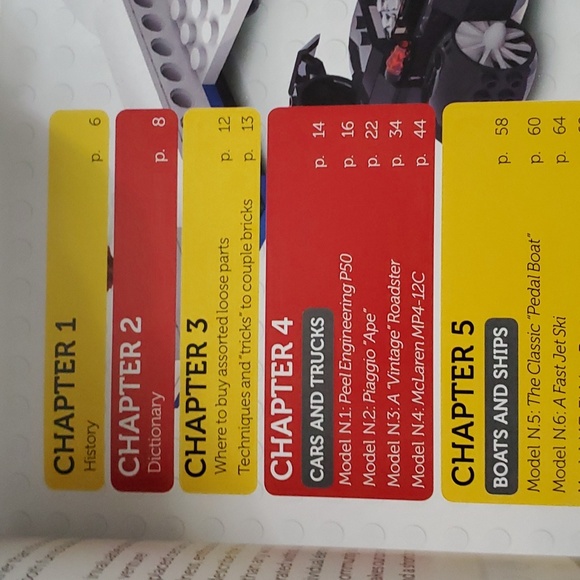 CHAPTER 1
History p. 6
CHAPTER 2
Dictionary p. 8
CHAPTER 3
Where to buy assorted loose parts p. 12
Techniques and "tricks" to couple bricks p. 13
CHAPTER 4
CARS AND TRUCKS p. 14
Model N.1: Peel Engineering P50 p. 16
Model N.2: Piaggio "Ape" p. 22
Model N.3: A "Vintage" Roadster p. 34
Model N.4: McLaren MP4-12C p. 44
CHAPTER 5
BOATS AND SHIPS p. 58
Model N.5: The Classic "Pedal Boat" p. 60
Model N.6: A Fast Jet Ski p. 64